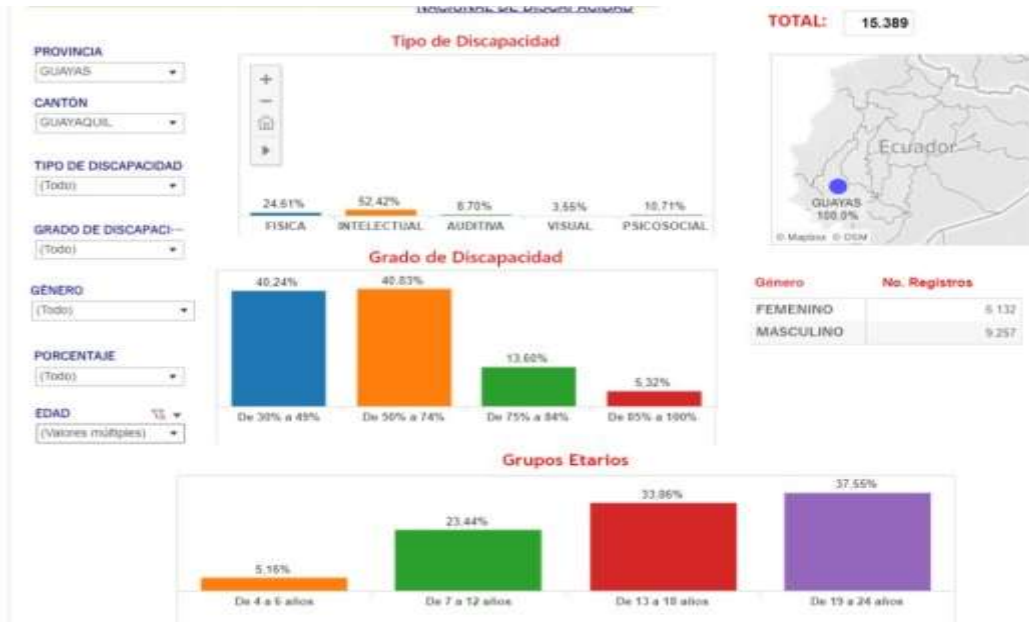 NACIONAL DE DISCAPACIDAD
TOTAL: 15.389
Tipo de Discapacidad
PROVINCIA
GUAYAS
CANTÓN
GUAYAQUIL
TIPO DE DISCAPACIDAD
(Todo)
GRADO DE DISCAPACI...
(Todo)
GÉNERO
(Todo)
PORCENTAJE
(Todo)
EDAD
(Valores múltiples)
24.61% 52,42% 8.70% 3,55% 10,71%
FISICA INTELECTUAL AUDITIVA VISUAL PSICOSOCIAL
Ecuador
GUAYAS
100.0%
© Mapbox © OSM
Grado de Discapacidad
40,24% 40.83% 13,60% 5,32%
De 30% a 49% De 50% a 74% De 75% a 84% De 85% a 100%
Género No. Registros
FEMENINO 6.132
MASCULINO 9.257
Grupos Etarios
5,16% 23,44% 33,86% 37,55%
De 4 a 6 años De 7 a 12 años De 13 a 18 años De 19 a 24 años